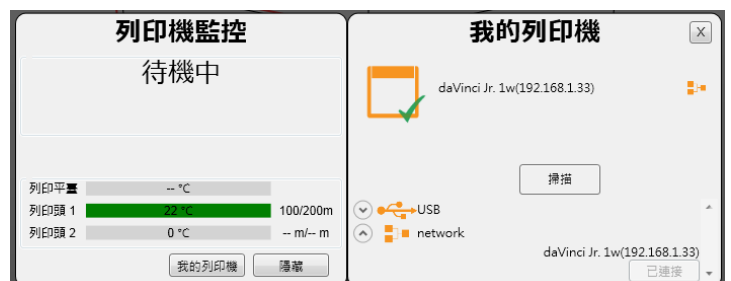 列印機監控
待機中
列印平臺 -- °C
列印頭 1 22 °C 100/200m
列印頭 2 0 °C -- m/-- m
我的列印機 隱藏
我的列印機 X
daVinci Jr. 1w(192.168.1.33)
掃描
USB
network
daVinci Jr. 1w(192.168.1.33)
已連接